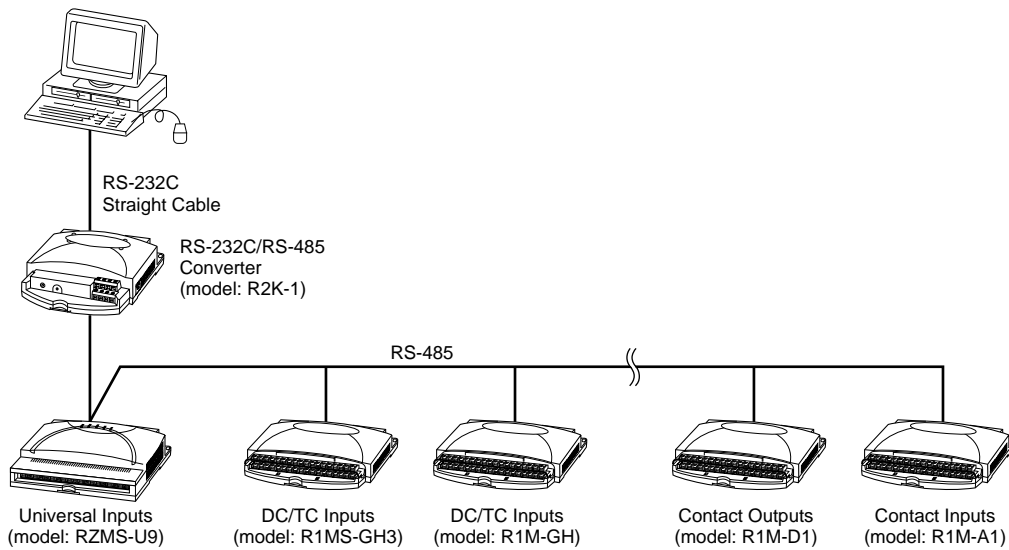 RS-232C
Straight Cable
RS-232C/RS-485
Converter
(model: R2K-1)
RS-485
Universal Inputs
(model: RZMS-U9)
DC/TC Inputs
(model: R1MS-GH3)
DC/TC Inputs
(model: R1M-GH)
Contact Outputs
(model: R1M-D1)
Contact Inputs
(model: R1M-A1)